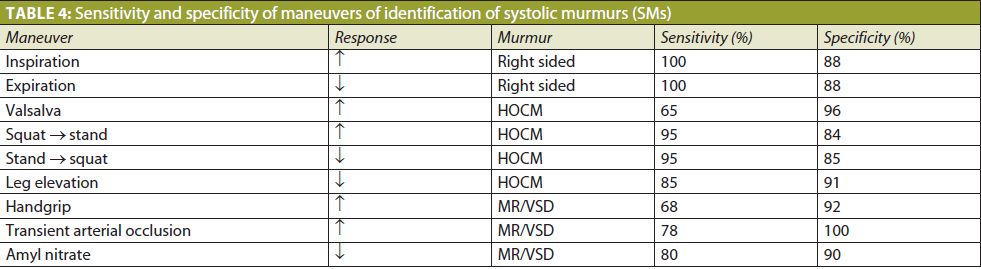 TABLE 4: Sensitivity and specificity of maneuvers of identification of systolic murmurs (SMs)
Maneuver Response Murmur Sensitivity (%) Specificity (%)
Inspiration ↑ Right sided 100 88
Expiration ↓ Right sided 100 88
Valsalva ↑ HOCM 65 96
Squat → stand ↑ HOCM 95 84
Stand → squat ↓ HOCM 95 85
Leg elevation ↓ HOCM 85 91
Handgrip ↑ MR/VSD 68 92
Transient arterial occlusion ↑ MR/VSD 78 100
Amyl nitrate ↓ MR/VSD 80 90